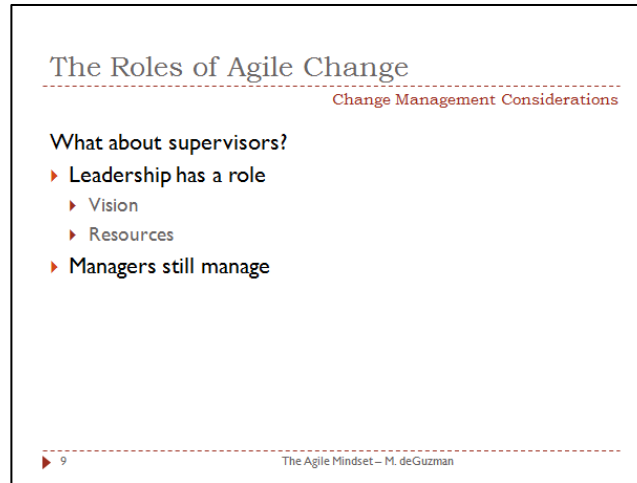 The Roles of Agile Change
Change Management Considerations
What about supervisors?
Leadership has a role
Vision
Resources
Managers still manage
9
The Agile Mindset – M. deGuzman